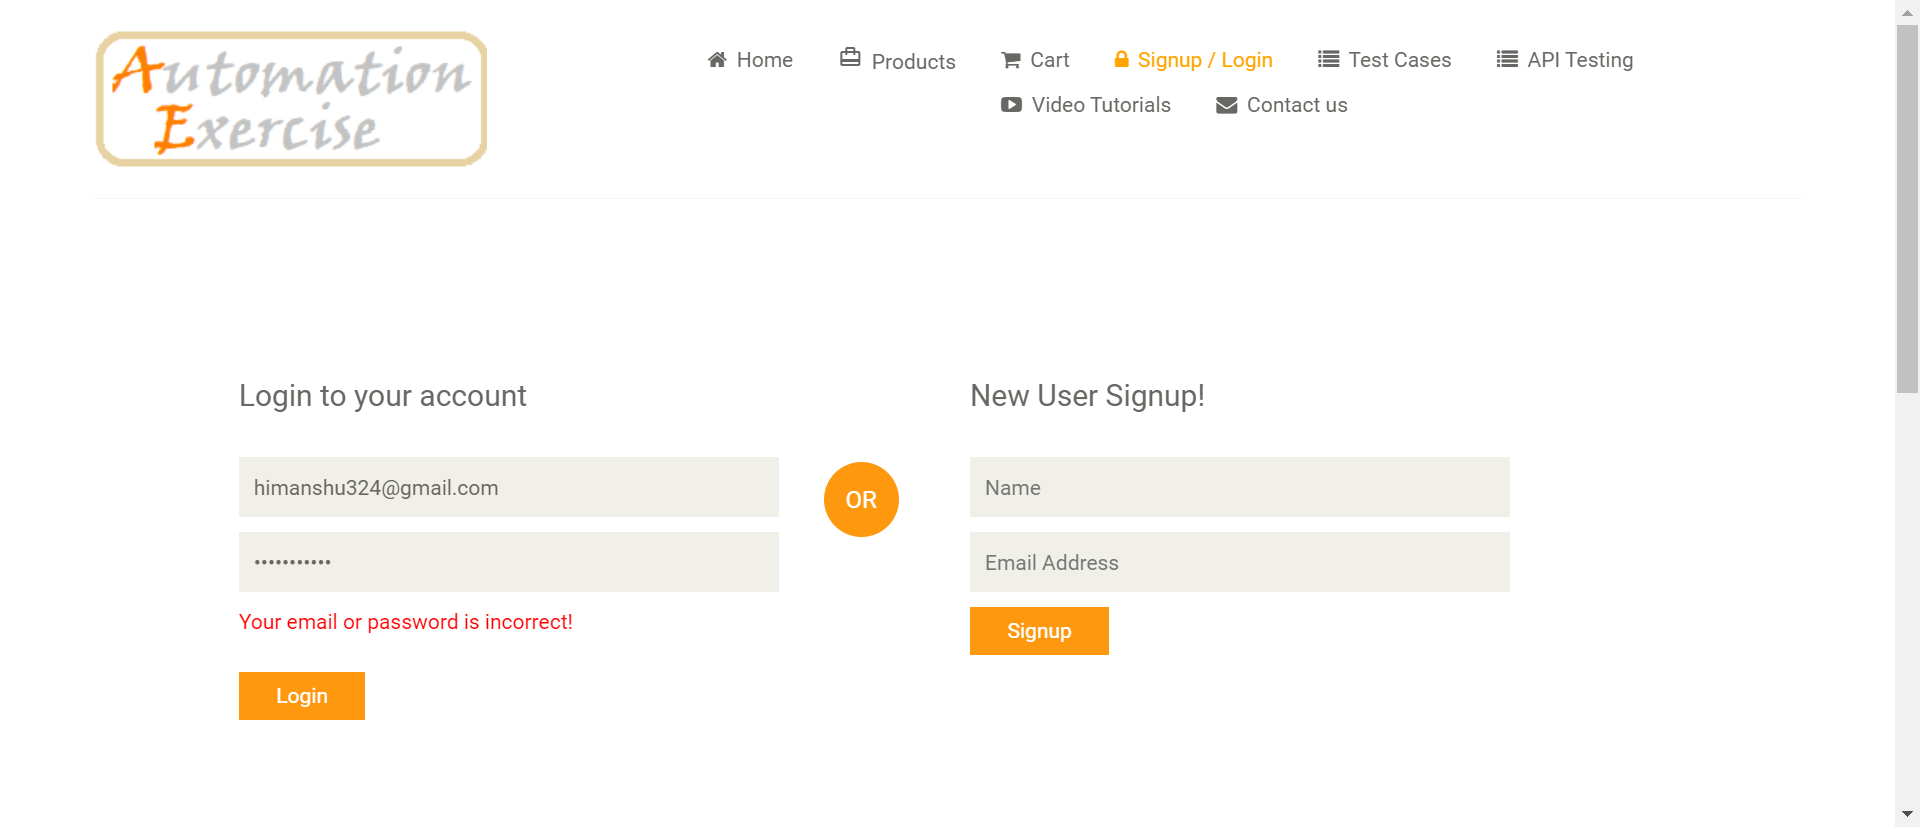 Automation
Exercise
Home
Products
Cart
Signup / Login
Test Cases
API Testing
Video Tutorials
Contact us
Login to your account
himanshu324@gmail.com
•••••••••••
Your email or password is incorrect!
Login
OR
New User Signup!
Name
Email Address
Signup